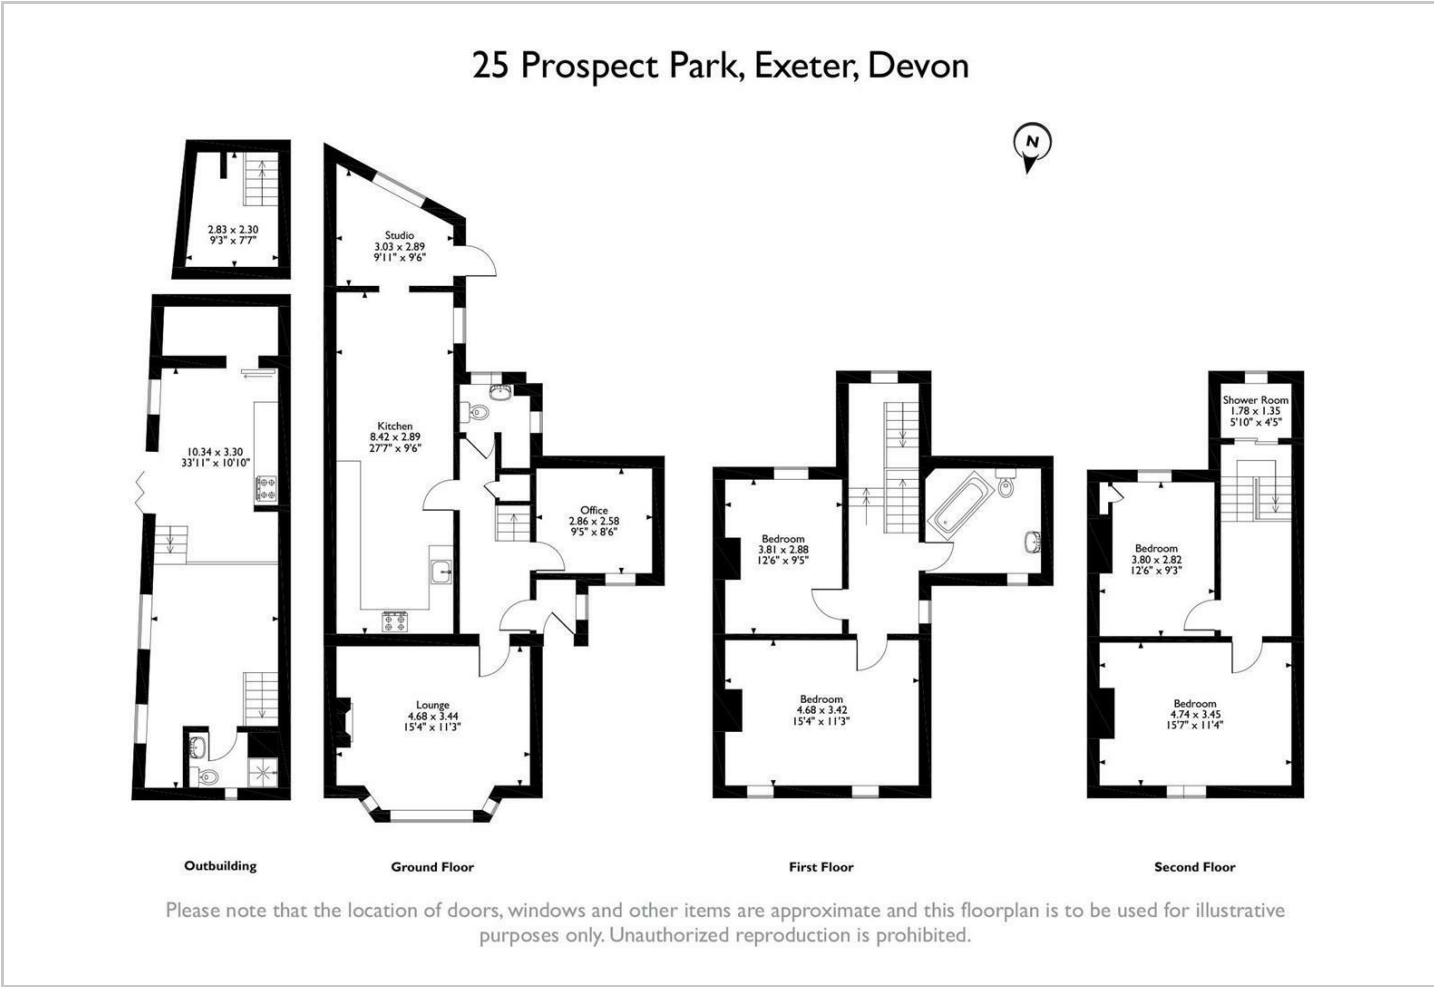 25 Prospect Park, Exeter, Devon
N
2.83 x 2.30
9'3" x 7'7"
10.34 x 3.30
33'11" x 10'10"
Outbuilding
Studio
3.03 x 2.89
9'11" x 9'6"
Kitchen
8.42 x 2.89
27'7" x 9'6"
Office
2.86 x 2.58
9'5" x 8'6"
Lounge
4.68 x 3.44
15'4" x 11'3"
Ground Floor
Bedroom
3.81 x 2.88
12'6" x 9'5"
Bedroom
4.68 x 3.42
15'4" x 11'3"
First Floor
Shower Room
1.78 x 1.35
5'10" x 4'5"
Bedroom
3.80 x 2.82
12'6" x 9'3"
Bedroom
4.74 x 3.45
15'7" x 11'4"
Second Floor
Please note that the location of doors, windows and other items are approximate and this floorplan is to be used for illustrative
purposes only. Unauthorized reproduction is prohibited.